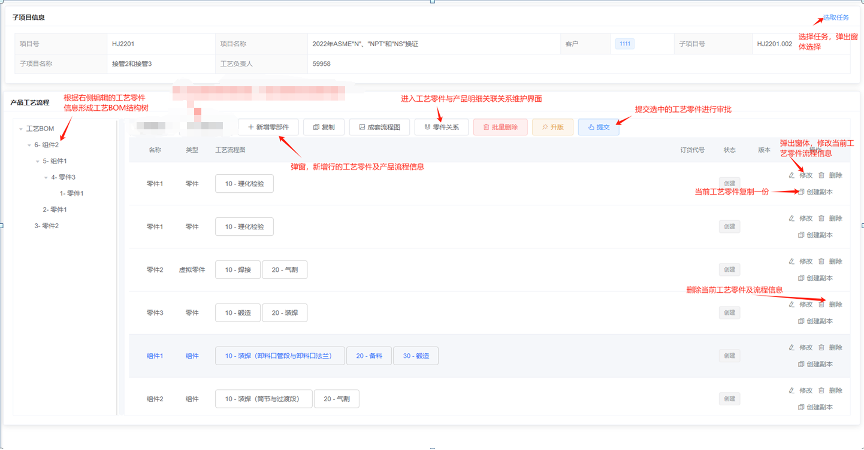 子项目信息
选取任务
选择任务，弹出窗体选择
项目号 HJ2201 项目名称 2022年ASME"N"、"NPT"和"NS"换证 客户 1111 子项目号 HJ2201.002
子项目名称 接管2和接管3 工艺负责人 59956
产品工艺流程
根据右侧编辑的工艺零件
信息形成工艺BOM结构树
进入工艺零件与产品明细关联关系维护界面
提交选中的工艺零件进行审批
工艺BOM
6- 组件2
5- 组件1
4- 零件3
1- 零件1
2- 零件1
3- 零件2
新增零部件 复制 成套流程图 零件关系 批量删除 升版 提交
弹出窗体，修改当前工
艺零件流程信息
名称 类型 工艺流程图 订货代号 状态 版本
弹窗，新增行的工艺零件及产品流程信息
零件1 零件 10 - 理化检验 创建 修改 删除
当前工艺零件复制一份
创建副本
零件1 零件 10 - 理化检验 创建 修改 删除
创建副本
零件2 虚拟零件 10 - 焊接 20 - 气割 创建 修改 删除
创建副本
删除当前工艺零件及流程信息
零件3 零件 10 - 锻造 20 - 装焊 创建 修改 删除
创建副本
组件1 组件 10 - 装焊（卸料口管段与卸料口法兰） 20 - 备料 30 - 锻造 创建 修改 删除
创建副本
组件2 组件 10 - 装焊（筒节与过渡段） 20 - 气割 创建 修改 删除
创建副本